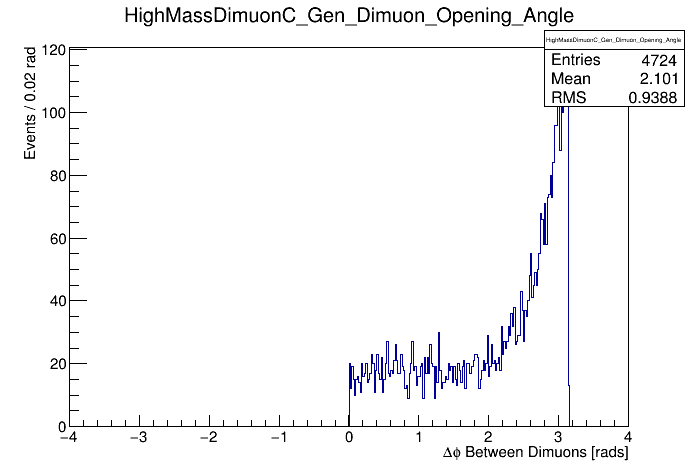 HighMassDimuonC_Gen_Dimuon_Opening_Angle
HighMassDimuonC_Gen_Dimuon_Opening_Angle
Entries 4724
Mean 2.101
RMS 0.9388
Events / 0.02 rad
120
100
80
60
40
20
0
−4 −3 −2 −1 0 1 2 3 4
Δϕ Between Dimuons [rads]